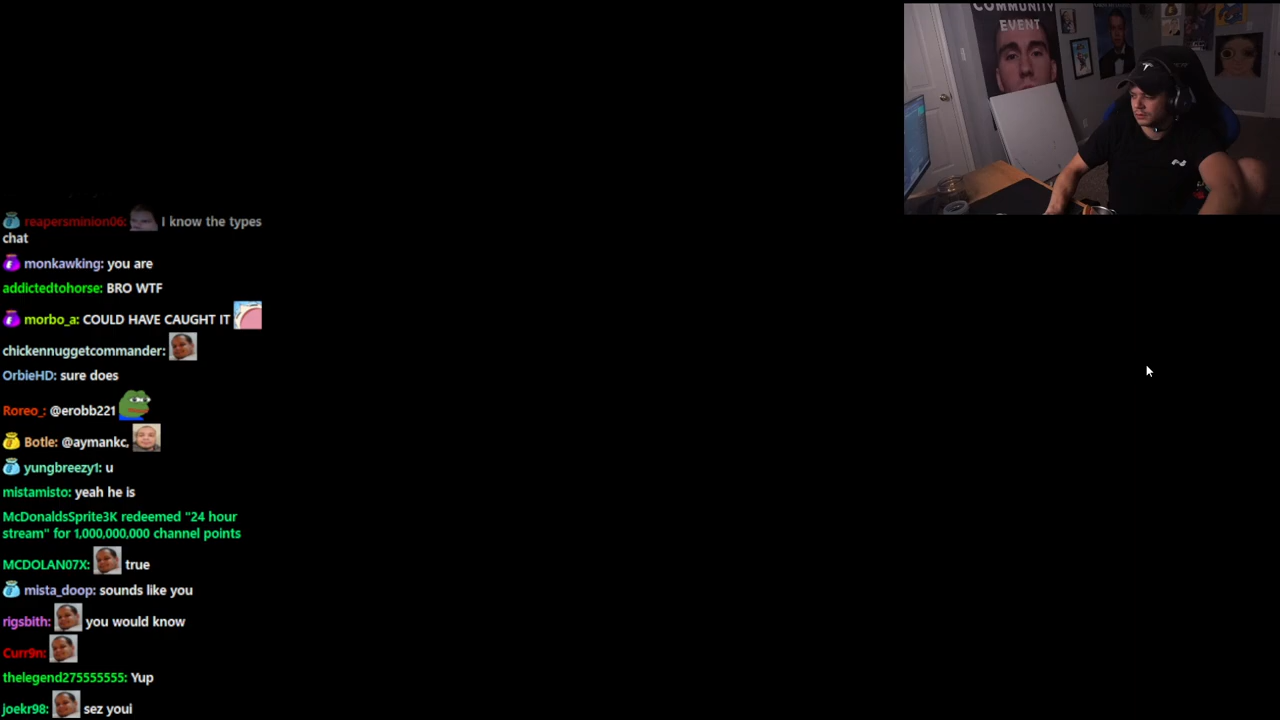 COMMUNITY
EVENT
reapersminion06: I know the types
chat
monkawking: you are
addictedtohorse: BRO WTF
morbo_a: COULD HAVE CAUGHT IT
chickennuggetcommander:
OrbieHD: sure does
Roreo_: @erobb221
Botle: @aymankc,
yungbreezy1: u
mistamisto: yeah he is
McDonaldsSprite3K redeemed "24 hour
stream" for 1,000,000,000 channel points
MCDOLAN07X: true
mista_doop: sounds like you
rigsbith: you would know
Curr9n:
thelegend275555555: Yup
joekr98: sez youi